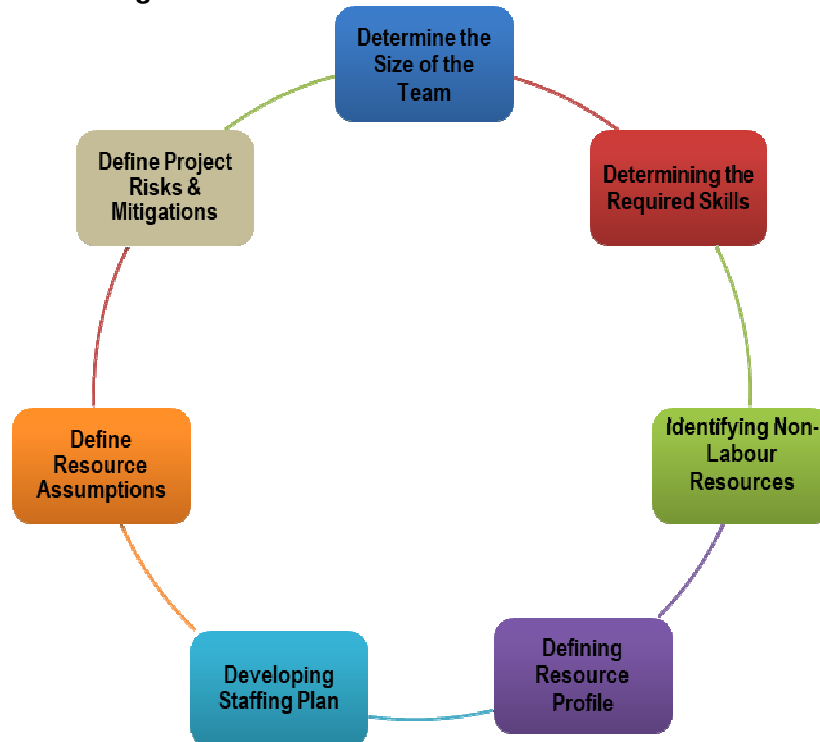 Determine the
Size of the
Team
Determining the
Required Skills
Identifying Non-
Labour
Resources
Defining
Resource
Profile
Developing
Staffing Plan
Define
Resource
Assumptions
Define Project
Risks &
Mitigations